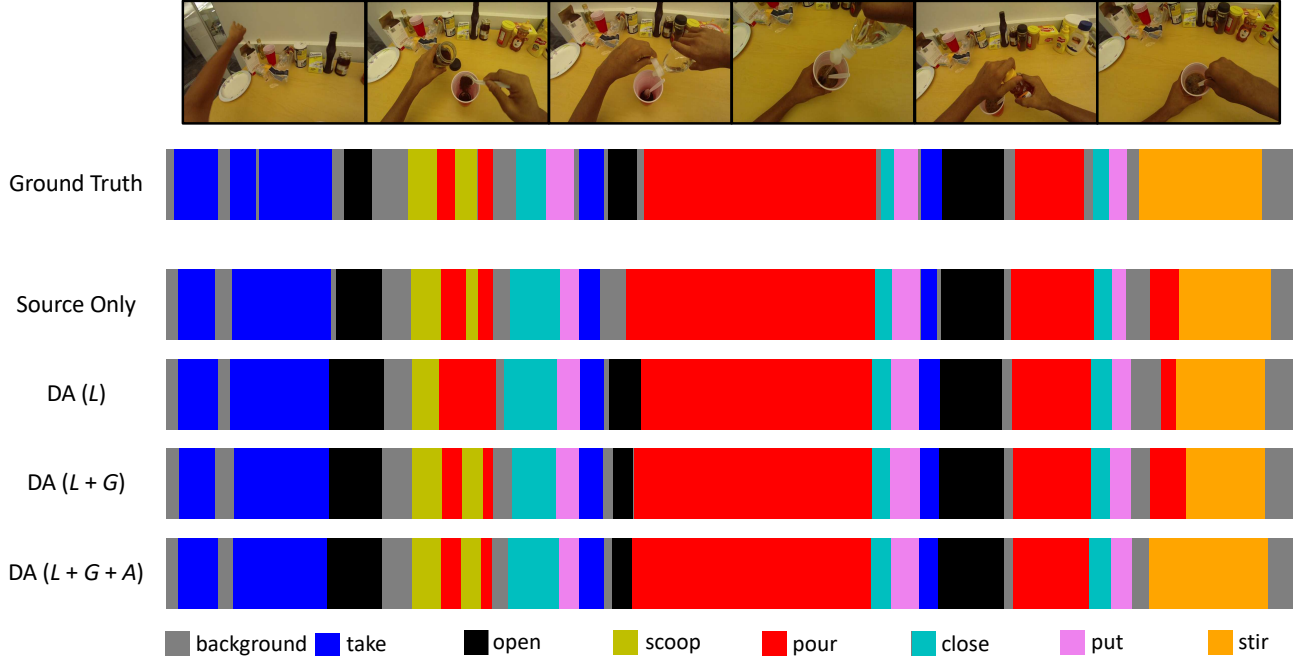 Ground Truth
Source Only
DA (L)
DA (L + G)
DA (L + G + A)
background take open scoop pour close put stir